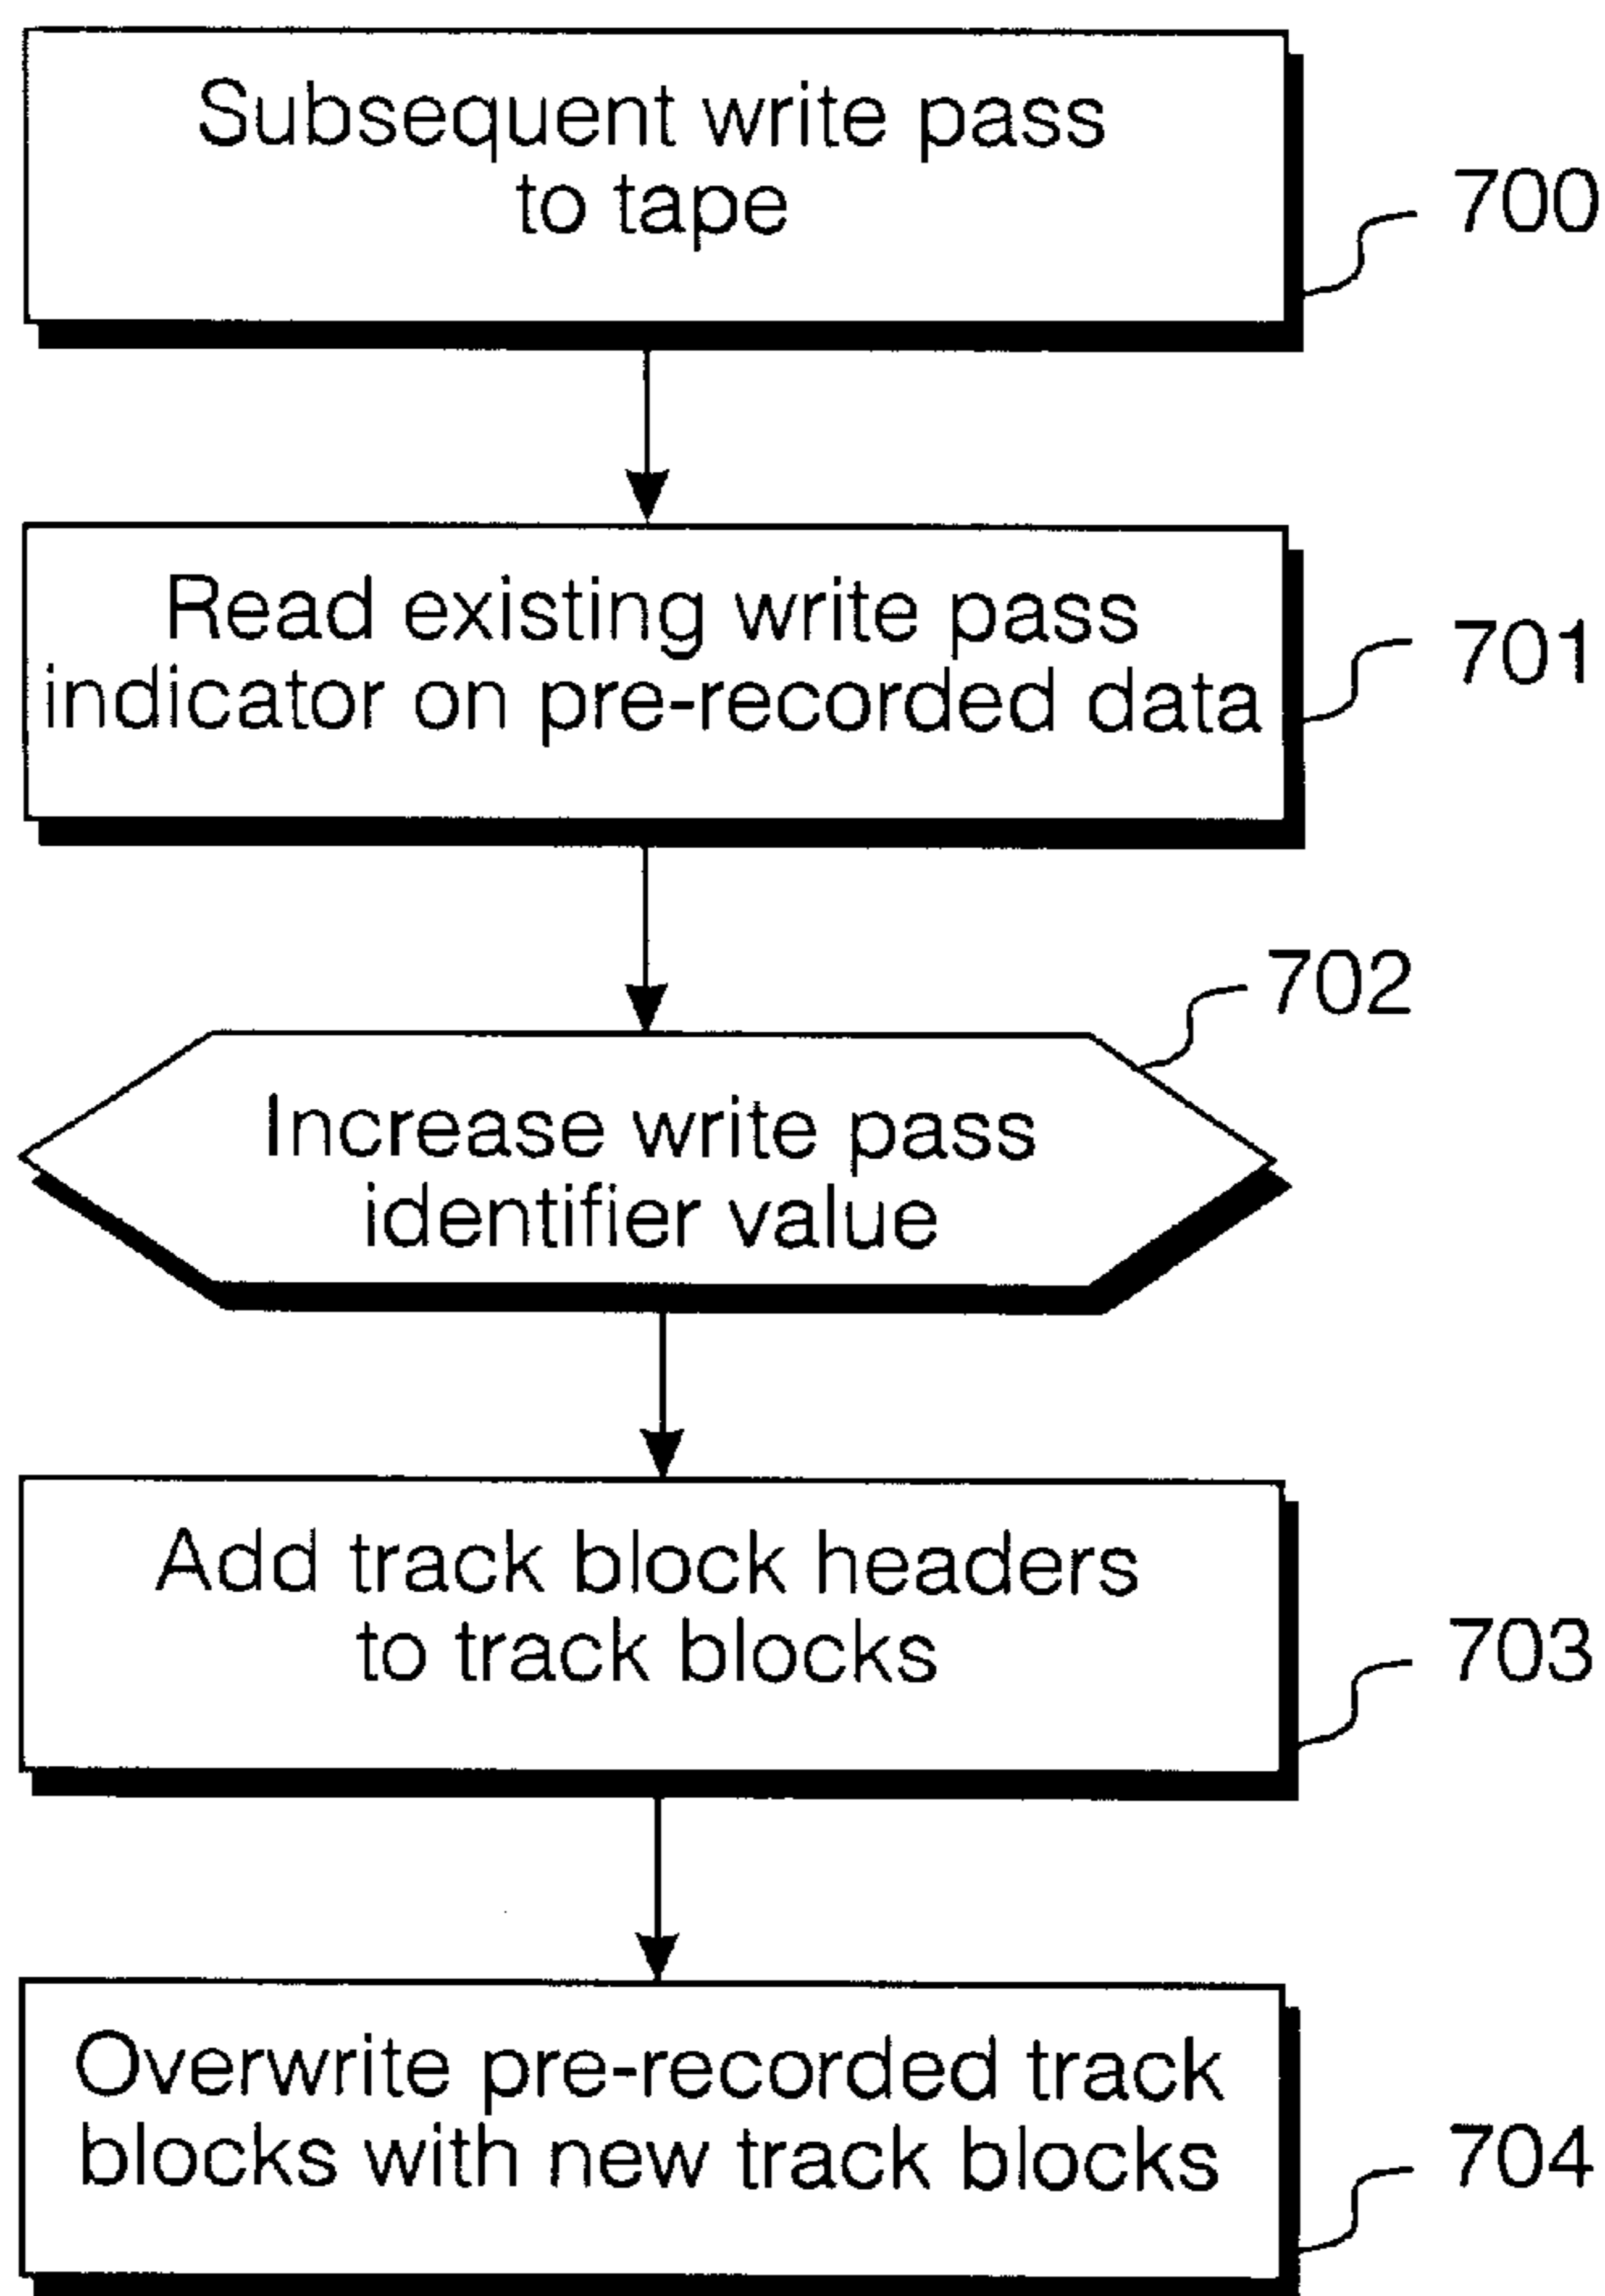 Subsequent write pass
to tape
700
Read existing write pass
indicator on pre-recorded data
701
702
Increase write pass
identifier value
Add track block headers
to track blocks
703
Overwrite pre-recorded track
blocks with new track blocks
704